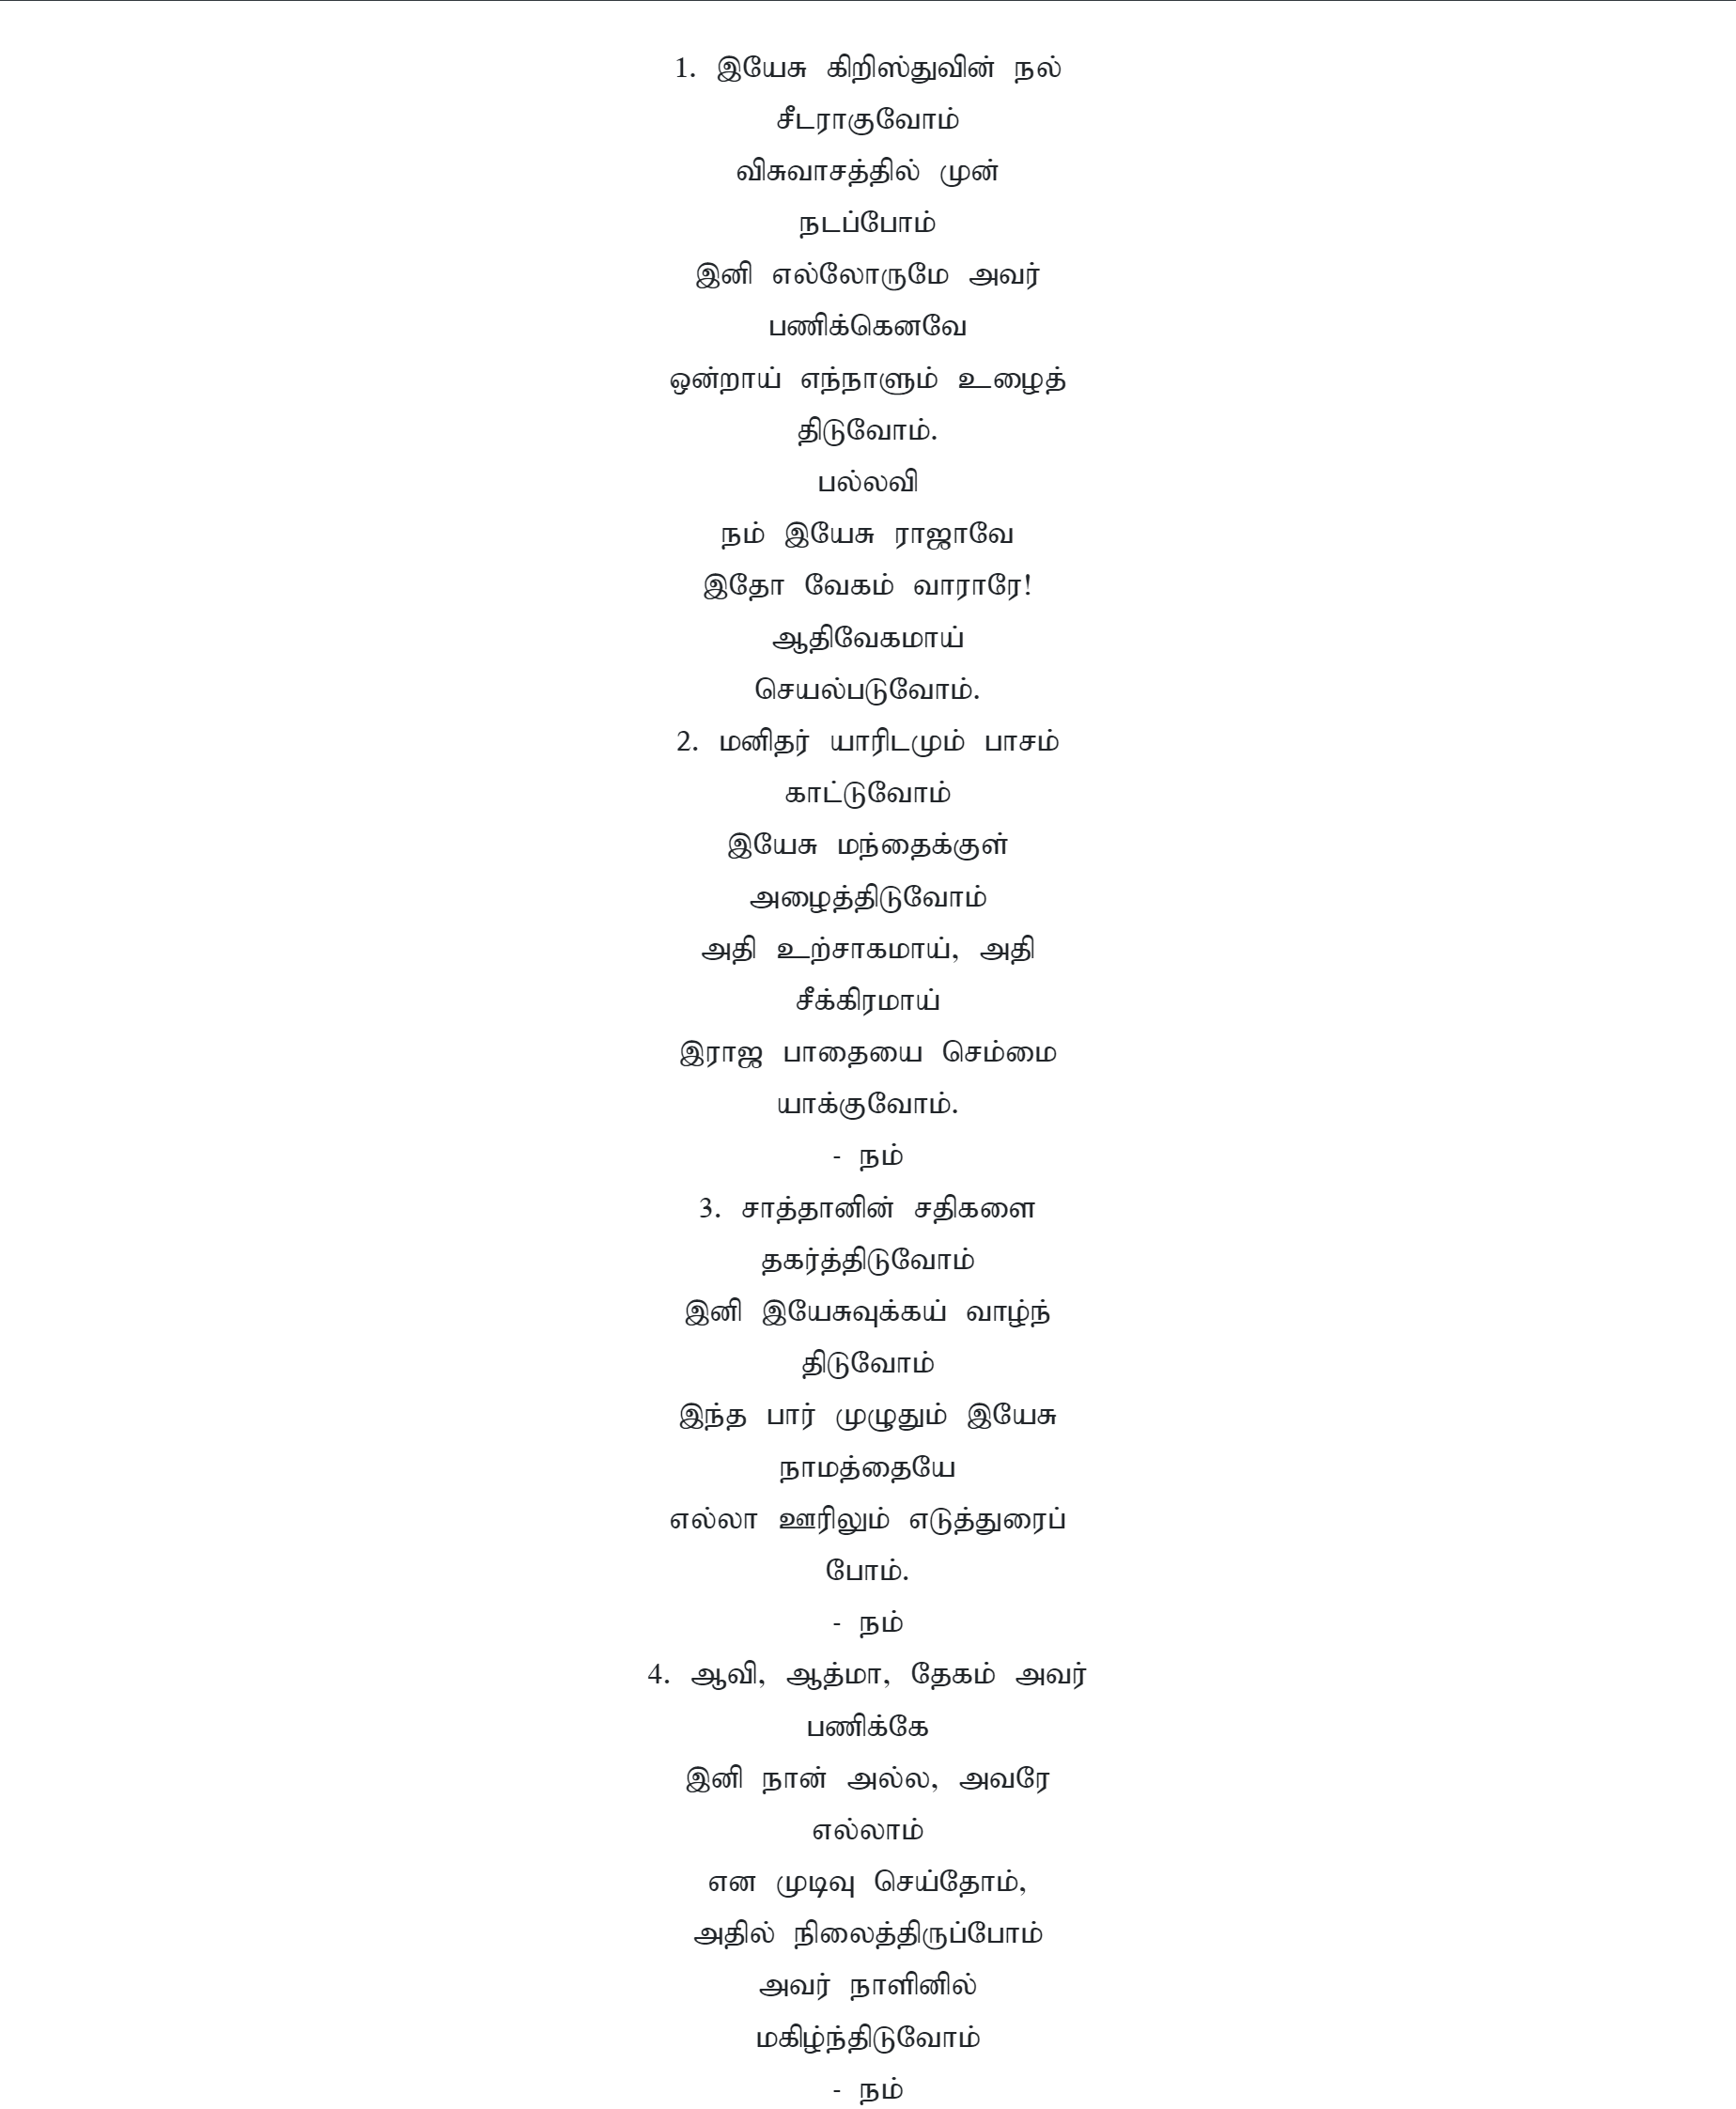 1. இயேசு கிறிஸ்துவின் நல்
சீடராகுவோம்
விசுவாசத்தில் முன்
நடப்போம்
இனி எல்லோருமே அவர்
பணிக்கெனவே
ஒன்றாய் எந்நாளும் உழைத்
திடுவோம்.
பல்லவி
நம் இயேசு ராஜாவே
இதோ வேகம் வாராரே!
ஆதிவேகமாய்
செயல்படுவோம்.
2. மனிதர் யாரிடமும் பாசம்
காட்டுவோம்
இயேசு மந்தைக்குள்
அழைத்திடுவோம்
அதி உற்சாகமாய், அதி
சீக்கிரமாய்
இராஜ பாதையை செம்மை
யாக்குவோம்.
- நம்
3. சாத்தானின் சதிகளை
தகர்த்திடுவோம்
இனி இயேசுவுக்கய் வாழ்ந்
திடுவோம்
இந்த பார் முழுதும் இயேசு
நாமத்தையே
எல்லா ஊரிலும் எடுத்துரைப்
போம்.
- நம்
4. ஆவி, ஆத்மா, தேகம் அவர்
பணிக்கே
இனி நான் அல்ல, அவரே
எல்லாம்
என முடிவு செய்தோம்,
அதில் நிலைத்திருப்போம்
அவர் நாளினில்
மகிழ்ந்திடுவோம்
- நம்